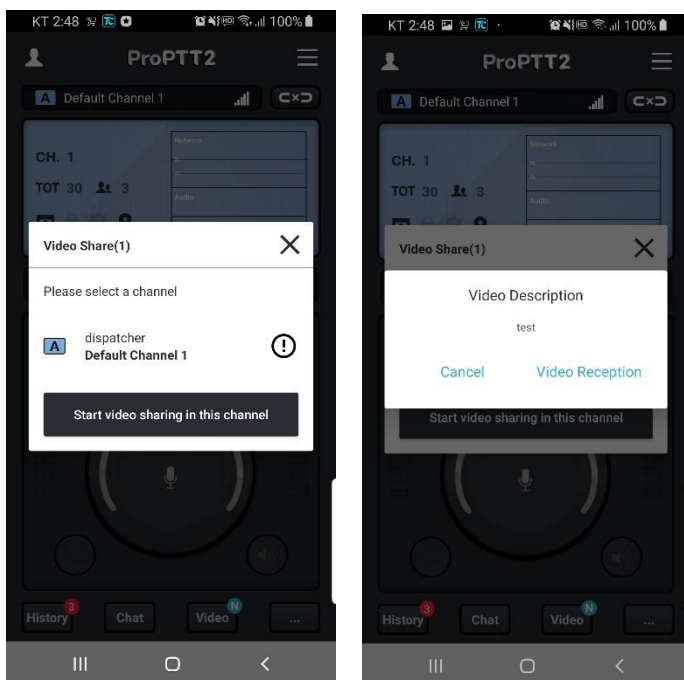 KT 2:48 100%
ProPTT2
A Default Channel 1
Network
CH. 1
TOT 30 3
Audio
Video Share(1)
Please select a channel
A dispatcher
Default Channel 1
Start video sharing in this channel
3 N
History Chat Video ...
KT 2:48 100%
ProPTT2
A Default Channel 1
Network
CH. 1
TOT 30 3
Audio
Video Share(1)
Video Description
test
Cancel Video Reception
Start video sharing in this channel
3 N
History Chat Video ...